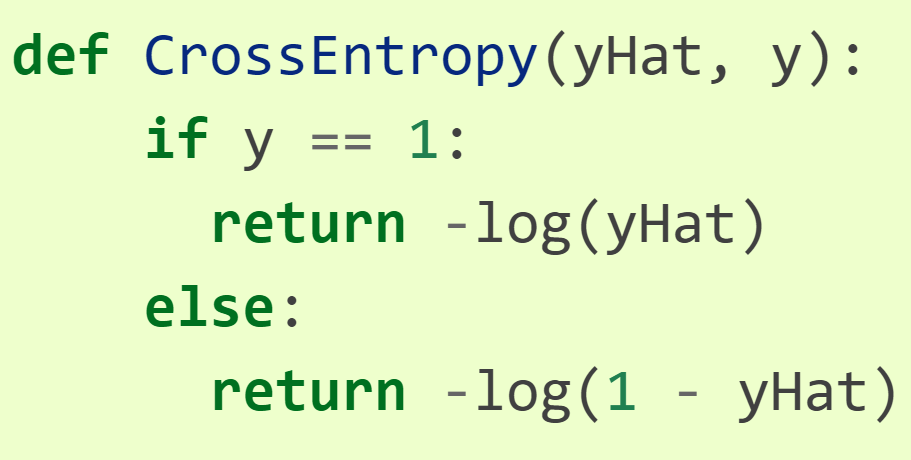 def CrossEntropy(yHat, y):
    if y == 1:
      return -log(yHat)
    else:
      return -log(1 - yHat)